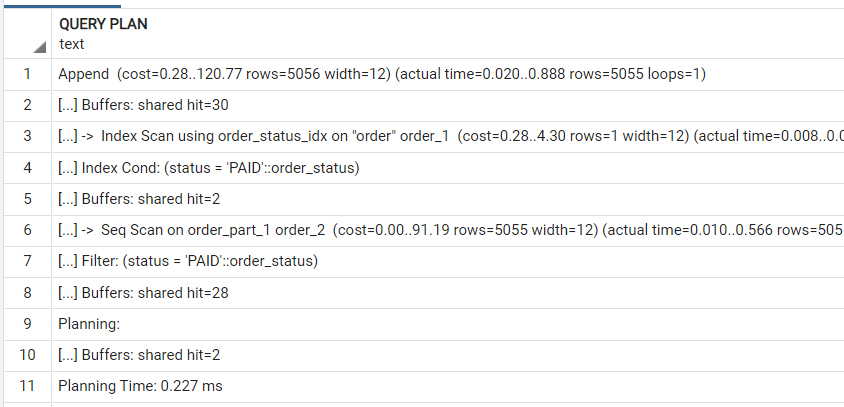 QUERY PLAN
text
1 Append (cost=0.28..120.77 rows=5056 width=12) (actual time=0.020..0.888 rows=5055 loops=1)
2 [...] Buffers: shared hit=30
3 [...] -> Index Scan using order_status_idx on "order" order_1 (cost=0.28..4.30 rows=1 width=12) (actual time=0.008..0.0
4 [...] Index Cond: (status = 'PAID'::order_status)
5 [...] Buffers: shared hit=2
6 [...] -> Seq Scan on order_part_1 order_2 (cost=0.00..91.19 rows=5055 width=12) (actual time=0.010..0.566 rows=505
7 [...] Filter: (status = 'PAID'::order_status)
8 [...] Buffers: shared hit=28
9 Planning:
10 [...] Buffers: shared hit=2
11 Planning Time: 0.227 ms